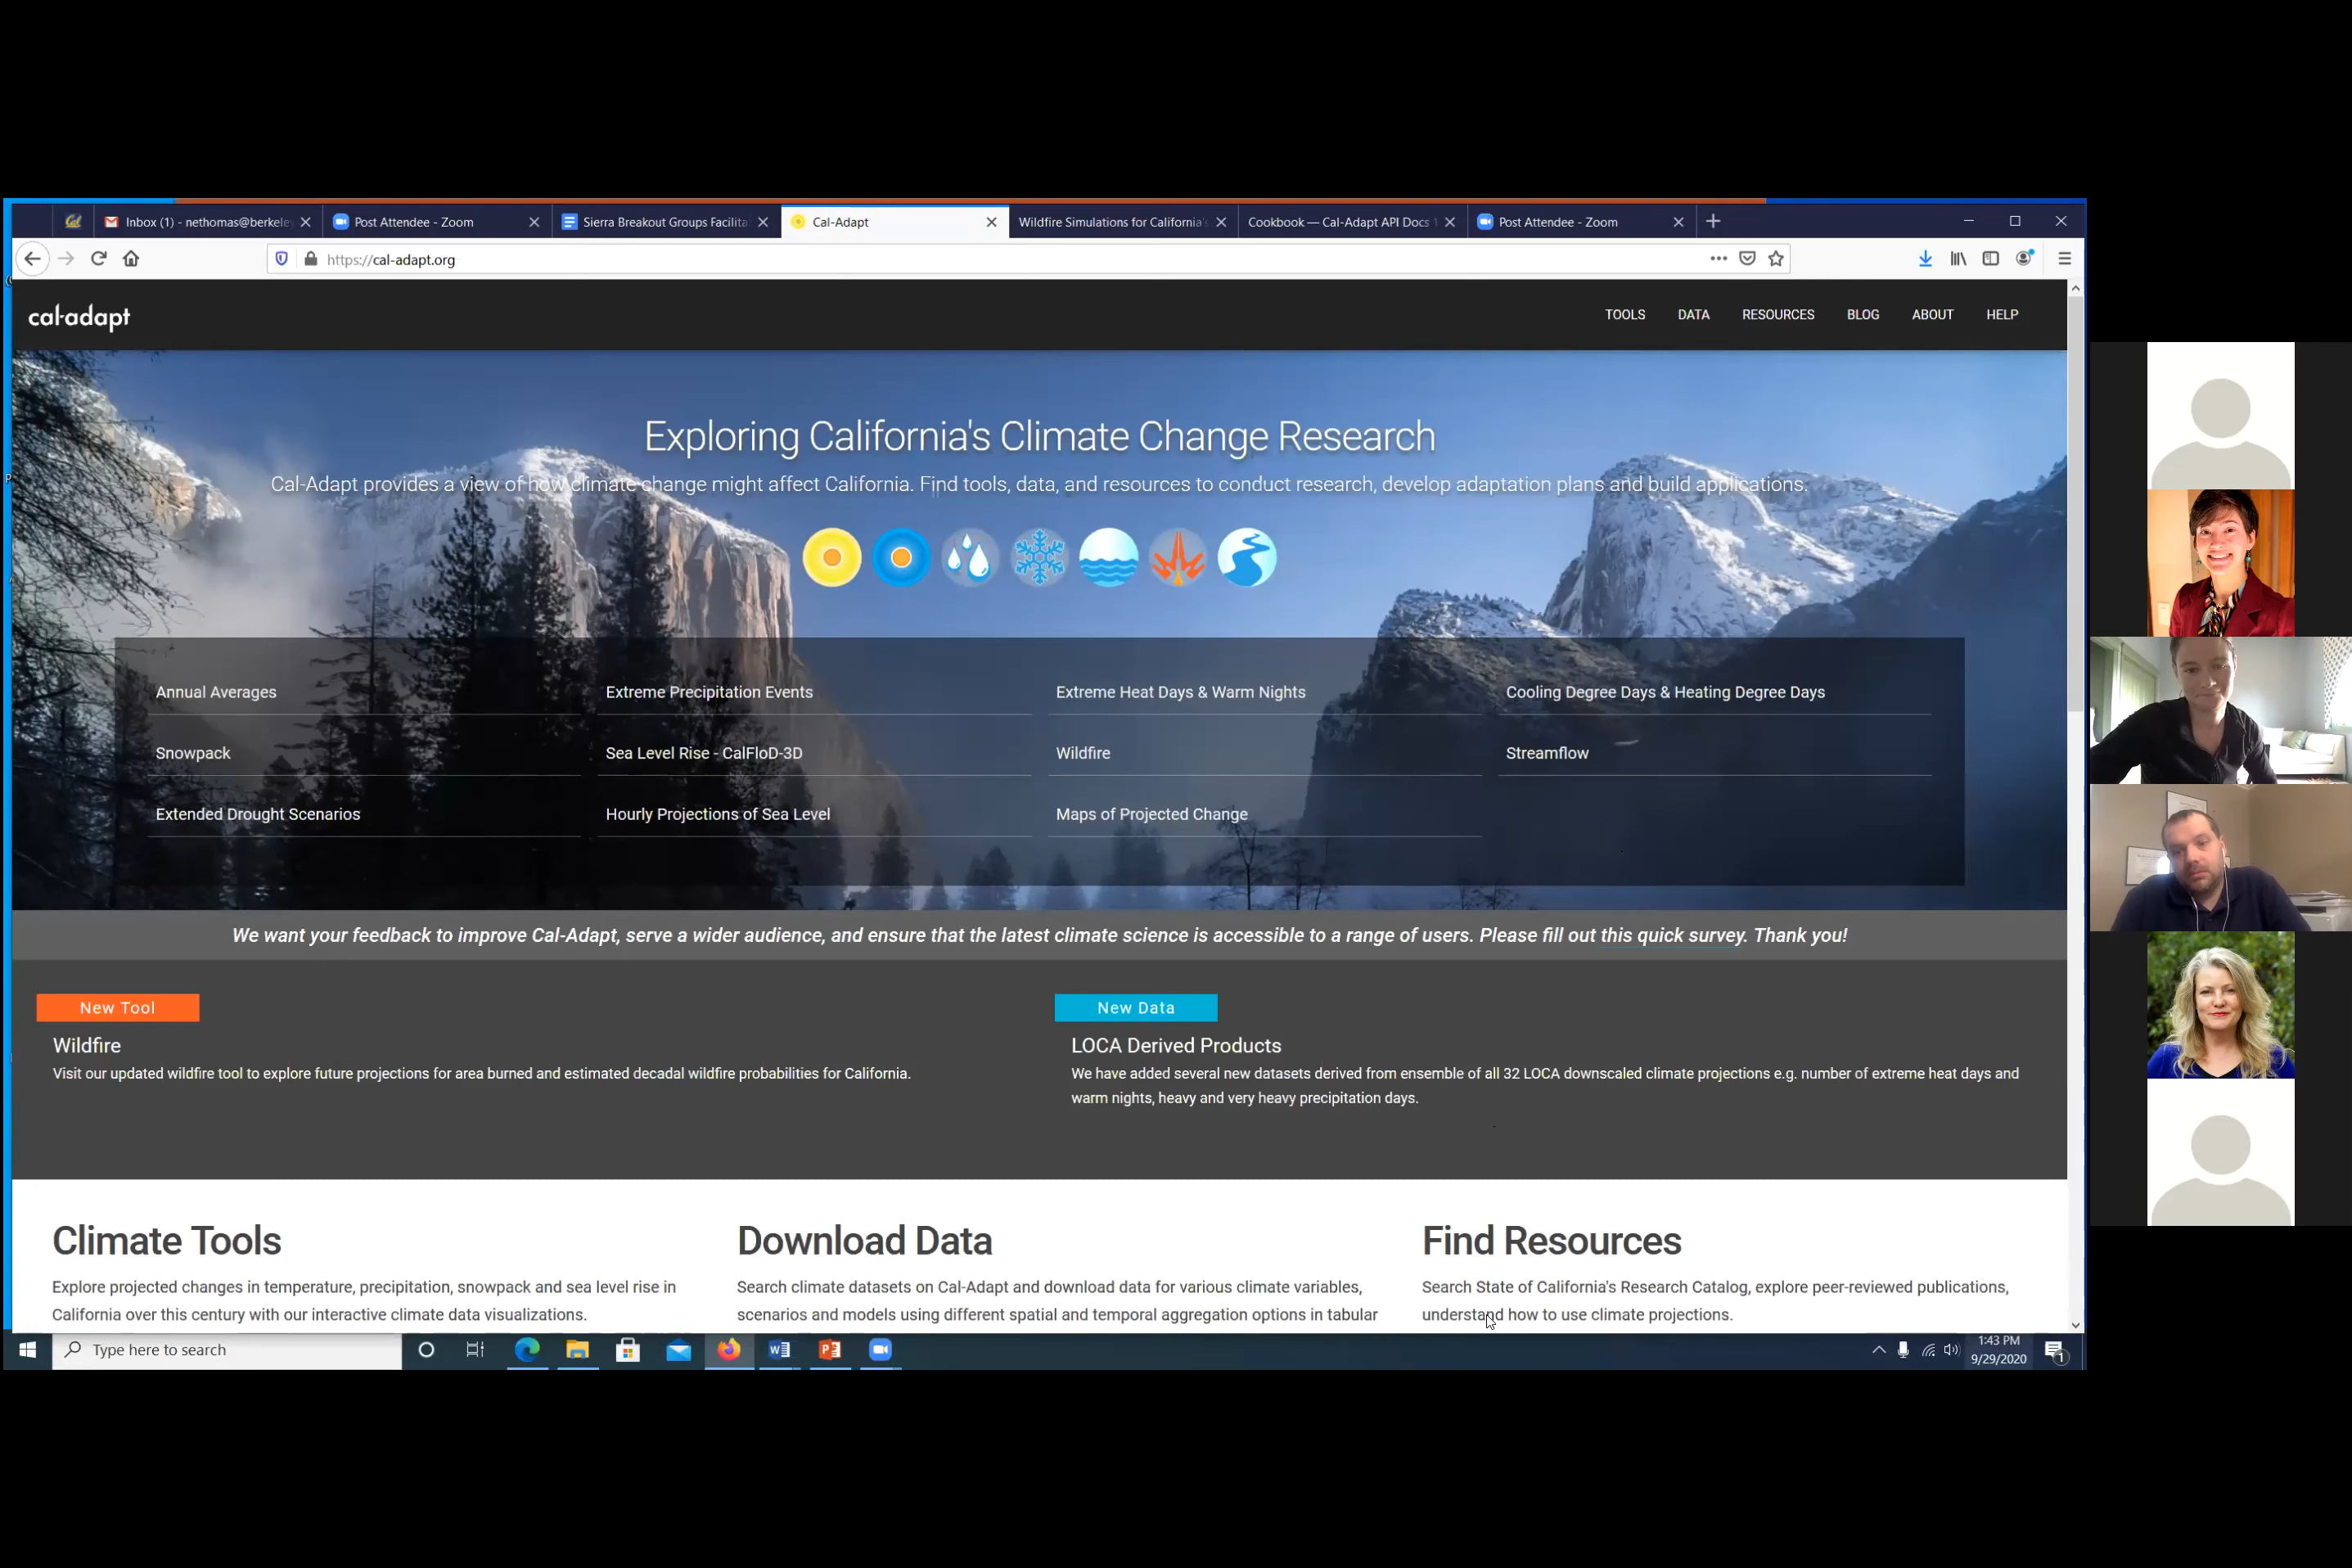 Inbox (1) - nethomas@berkeley
Post Attendee - Zoom
Sierra Breakout Groups Facilita
Cal-Adapt
Wildfire Simulations for California's
Cookbook — Cal-Adapt API Docs 1
Post Attendee - Zoom
https://cal-adapt.org
cal-adapt
TOOLS
DATA
RESOURCES
BLOG
ABOUT
HELP
Exploring California's Climate Change Research
Cal-Adapt provides a view of how climate change might affect California. Find tools, data, and resources to conduct research, develop adaptation plans and build applications.
Annual Averages
Extreme Precipitation Events
Extreme Heat Days & Warm Nights
Cooling Degree Days & Heating Degree Days
Snowpack
Sea Level Rise - CalFloD-3D
Wildfire
Streamflow
Extended Drought Scenarios
Hourly Projections of Sea Level
Maps of Projected Change
We want your feedback to improve Cal-Adapt, serve a wider audience, and ensure that the latest climate science is accessible to a range of users. Please fill out this quick survey. Thank you!
New Tool
Wildfire
Visit our updated wildfire tool to explore future projections for area burned and estimated decadal wildfire probabilities for California.
New Data
LOCA Derived Products
We have added several new datasets derived from ensemble of all 32 LOCA downscaled climate projections e.g. number of extreme heat days and
warm nights, heavy and very heavy precipitation days.
Climate Tools
Explore projected changes in temperature, precipitation, snowpack and sea level rise in
California over this century with our interactive climate data visualizations.
Download Data
Search climate datasets on Cal-Adapt and download data for various climate variables,
scenarios and models using different spatial and temporal aggregation options in tabular
Find Resources
Search State of California's Research Catalog, explore peer-reviewed publications,
understand how to use climate projections.
Type here to search
1:43 PM
9/29/2020
1